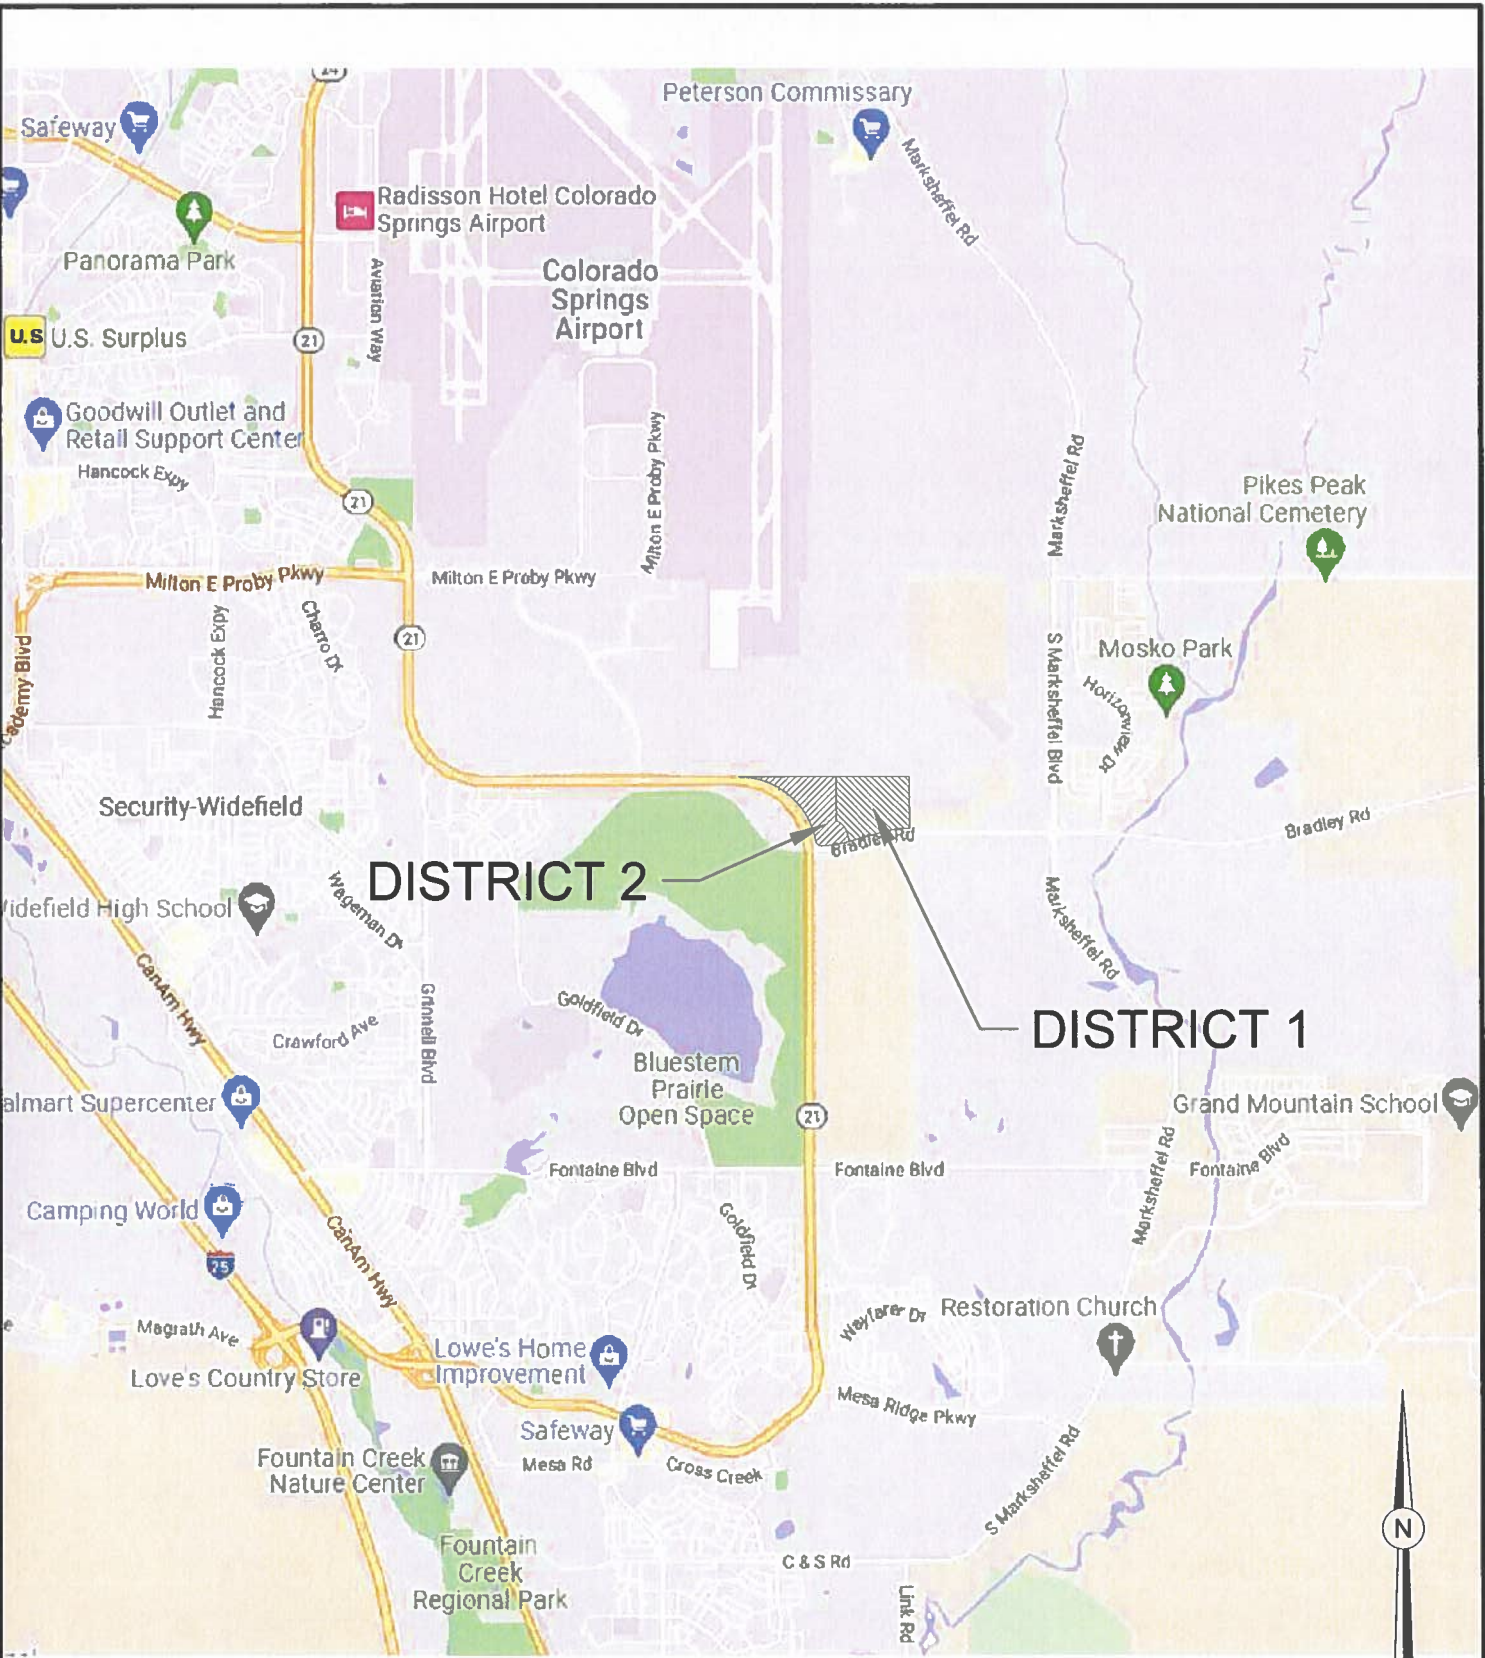 24
Peterson Commissary
Safeway
Marksheffel Rd
Radisson Hotel Colorado
Springs Airport
Panorama Park
Aviation Way
Colorado
Springs
Airport
U.S
U.S. Surplus
21
Goodwill Outlet and
Retail Support Center
Hancock Expy
Milton E Proby Pkwy
Marksheffel Rd
21
Pikes Peak
National Cemetery
Milton E Proby Pkwy
Milton E Proby Pkwy
Hancock Expy
Charro Dr
21
S Marksheffel Blvd
Mosko Park
Horizonview Dr
cademy Blvd
Security-Widefield
Bradley Rd
Bradley Rd
DISTRICT 2
Widefield High School
Wageman Dr
Marksheffel Rd
CanAm Hwy
Goldfield Dr
Grinnell Blvd
Crawford Ave
DISTRICT 1
Bluestem
Prairie
Open Space
almart Supercenter
21
Grand Mountain School
Marksheffel Rd
Fontaine Blvd
Fontaine Blvd
Fontaine Blvd
Camping World
Goldfield Dr
CanAm Hwy
25
Wayfarer Dr
Restoration Church
Magrath Ave
Love's Country Store
Lowe's Home
Improvement
Mesa Ridge Pkwy
Safeway
Mesa Rd
Cross Creek
Fountain Creek
Nature Center
S Marksheffel Rd
N
Fountain
Creek
Regional Park
C & S Rd
Link Rd